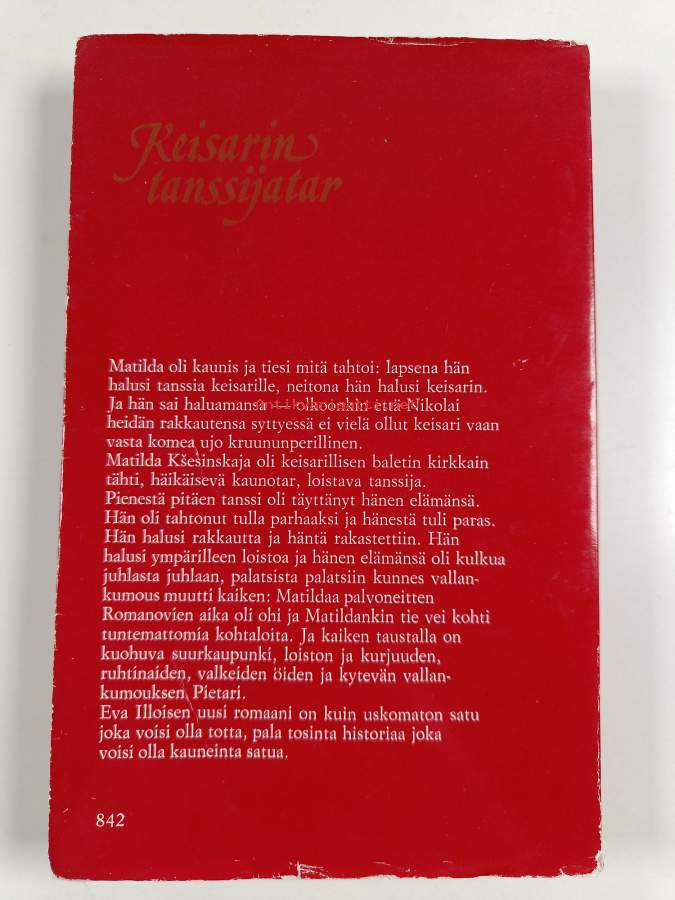 Keisarin
tanssijatar
Matilda oli kaunis ja tiesi mitä tahtoi: lapsena hän
halusi tanssia keisarille, neitona hän halusi keisarin.
Ja hän sai haluamansa — olkoonkin että Nikolai
heidän rakkautensa syttyessä ei vielä ollut keisari vaan
vasta komea ujo kruununperillinen.
Matilda Kšesinskaja oli keisarillisen baletin kirkkain
tähti, häikäisevä kaunotar, loistava tanssija.
Pienestä pitäen tanssi oli täyttänyt hänen elämänsä.
Hän oli tahtonut tulla parhaaksi ja hänestä tuli paras.
Hän halusi rakkautta ja häntä rakastettiin. Hän
halusi ympärilleen loistoa ja hänen elämänsä oli kulkua
juhlasta juhlaan, palatsista palatsiin kunnes vallan-
kumous muutti kaiken: Matildaa palvoneitten
Romanovien aika oli ohi ja Matildankin tie vei kohti
tuntemattomia kohtaloita. Ja kaiken taustalla on
kuohuva suurkaupunki, loiston ja kurjuuden,
ruhtinaiden, valkeiden öiden ja kytevän vallan-
kumouksen Pietari.
Eva Illoisen uusi romaani on kuin uskomaton satu
joka voisi olla totta, pala tosinta historiaa joka
voisi olla kauneinta satua.
842